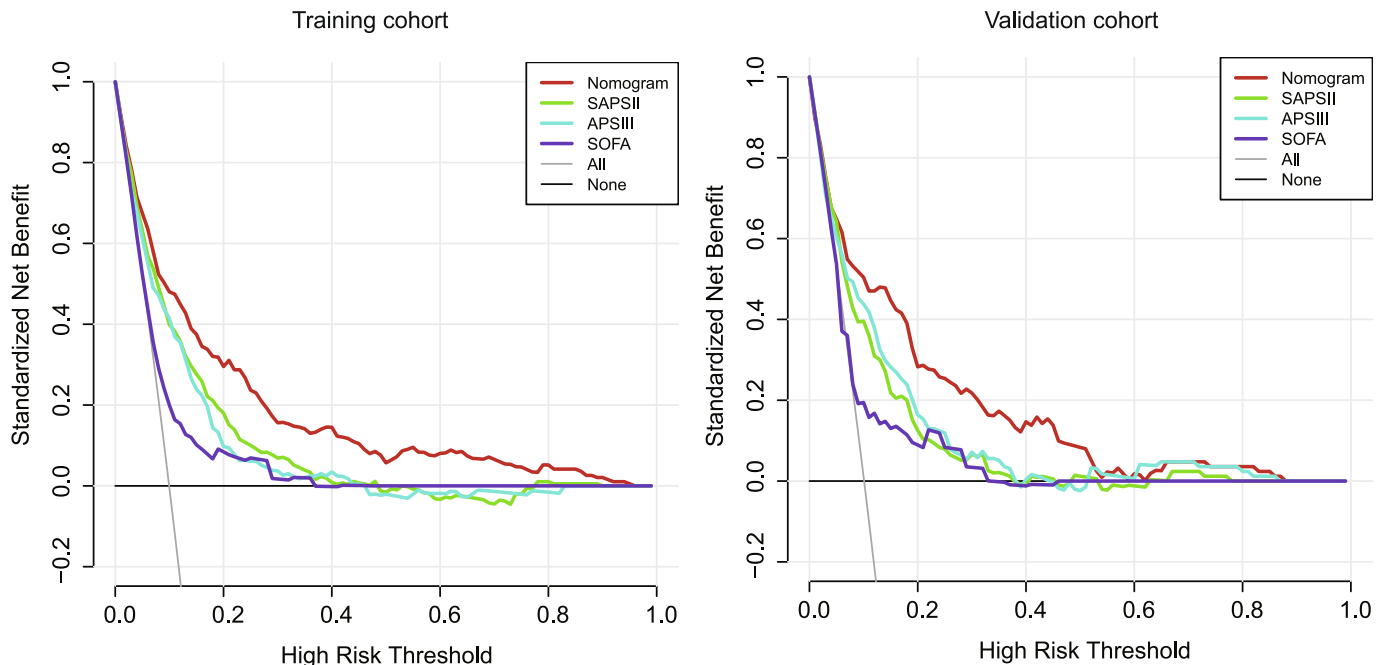 Training cohort
Standardized Net Benefit
1.0
0.8
0.6
0.4
0.2
0.0
−0.2
Nomogram
SAPSII
APSIII
SOFA
All
None
0.0 0.2 0.4 0.6 0.8 1.0
High Risk Threshold
Validation cohort
Standardized Net Benefit
1.0
0.8
0.6
0.4
0.2
0.0
−0.2
Nomogram
SAPSII
APSIII
SOFA
All
None
0.0 0.2 0.4 0.6 0.8 1.0
High Risk Threshold